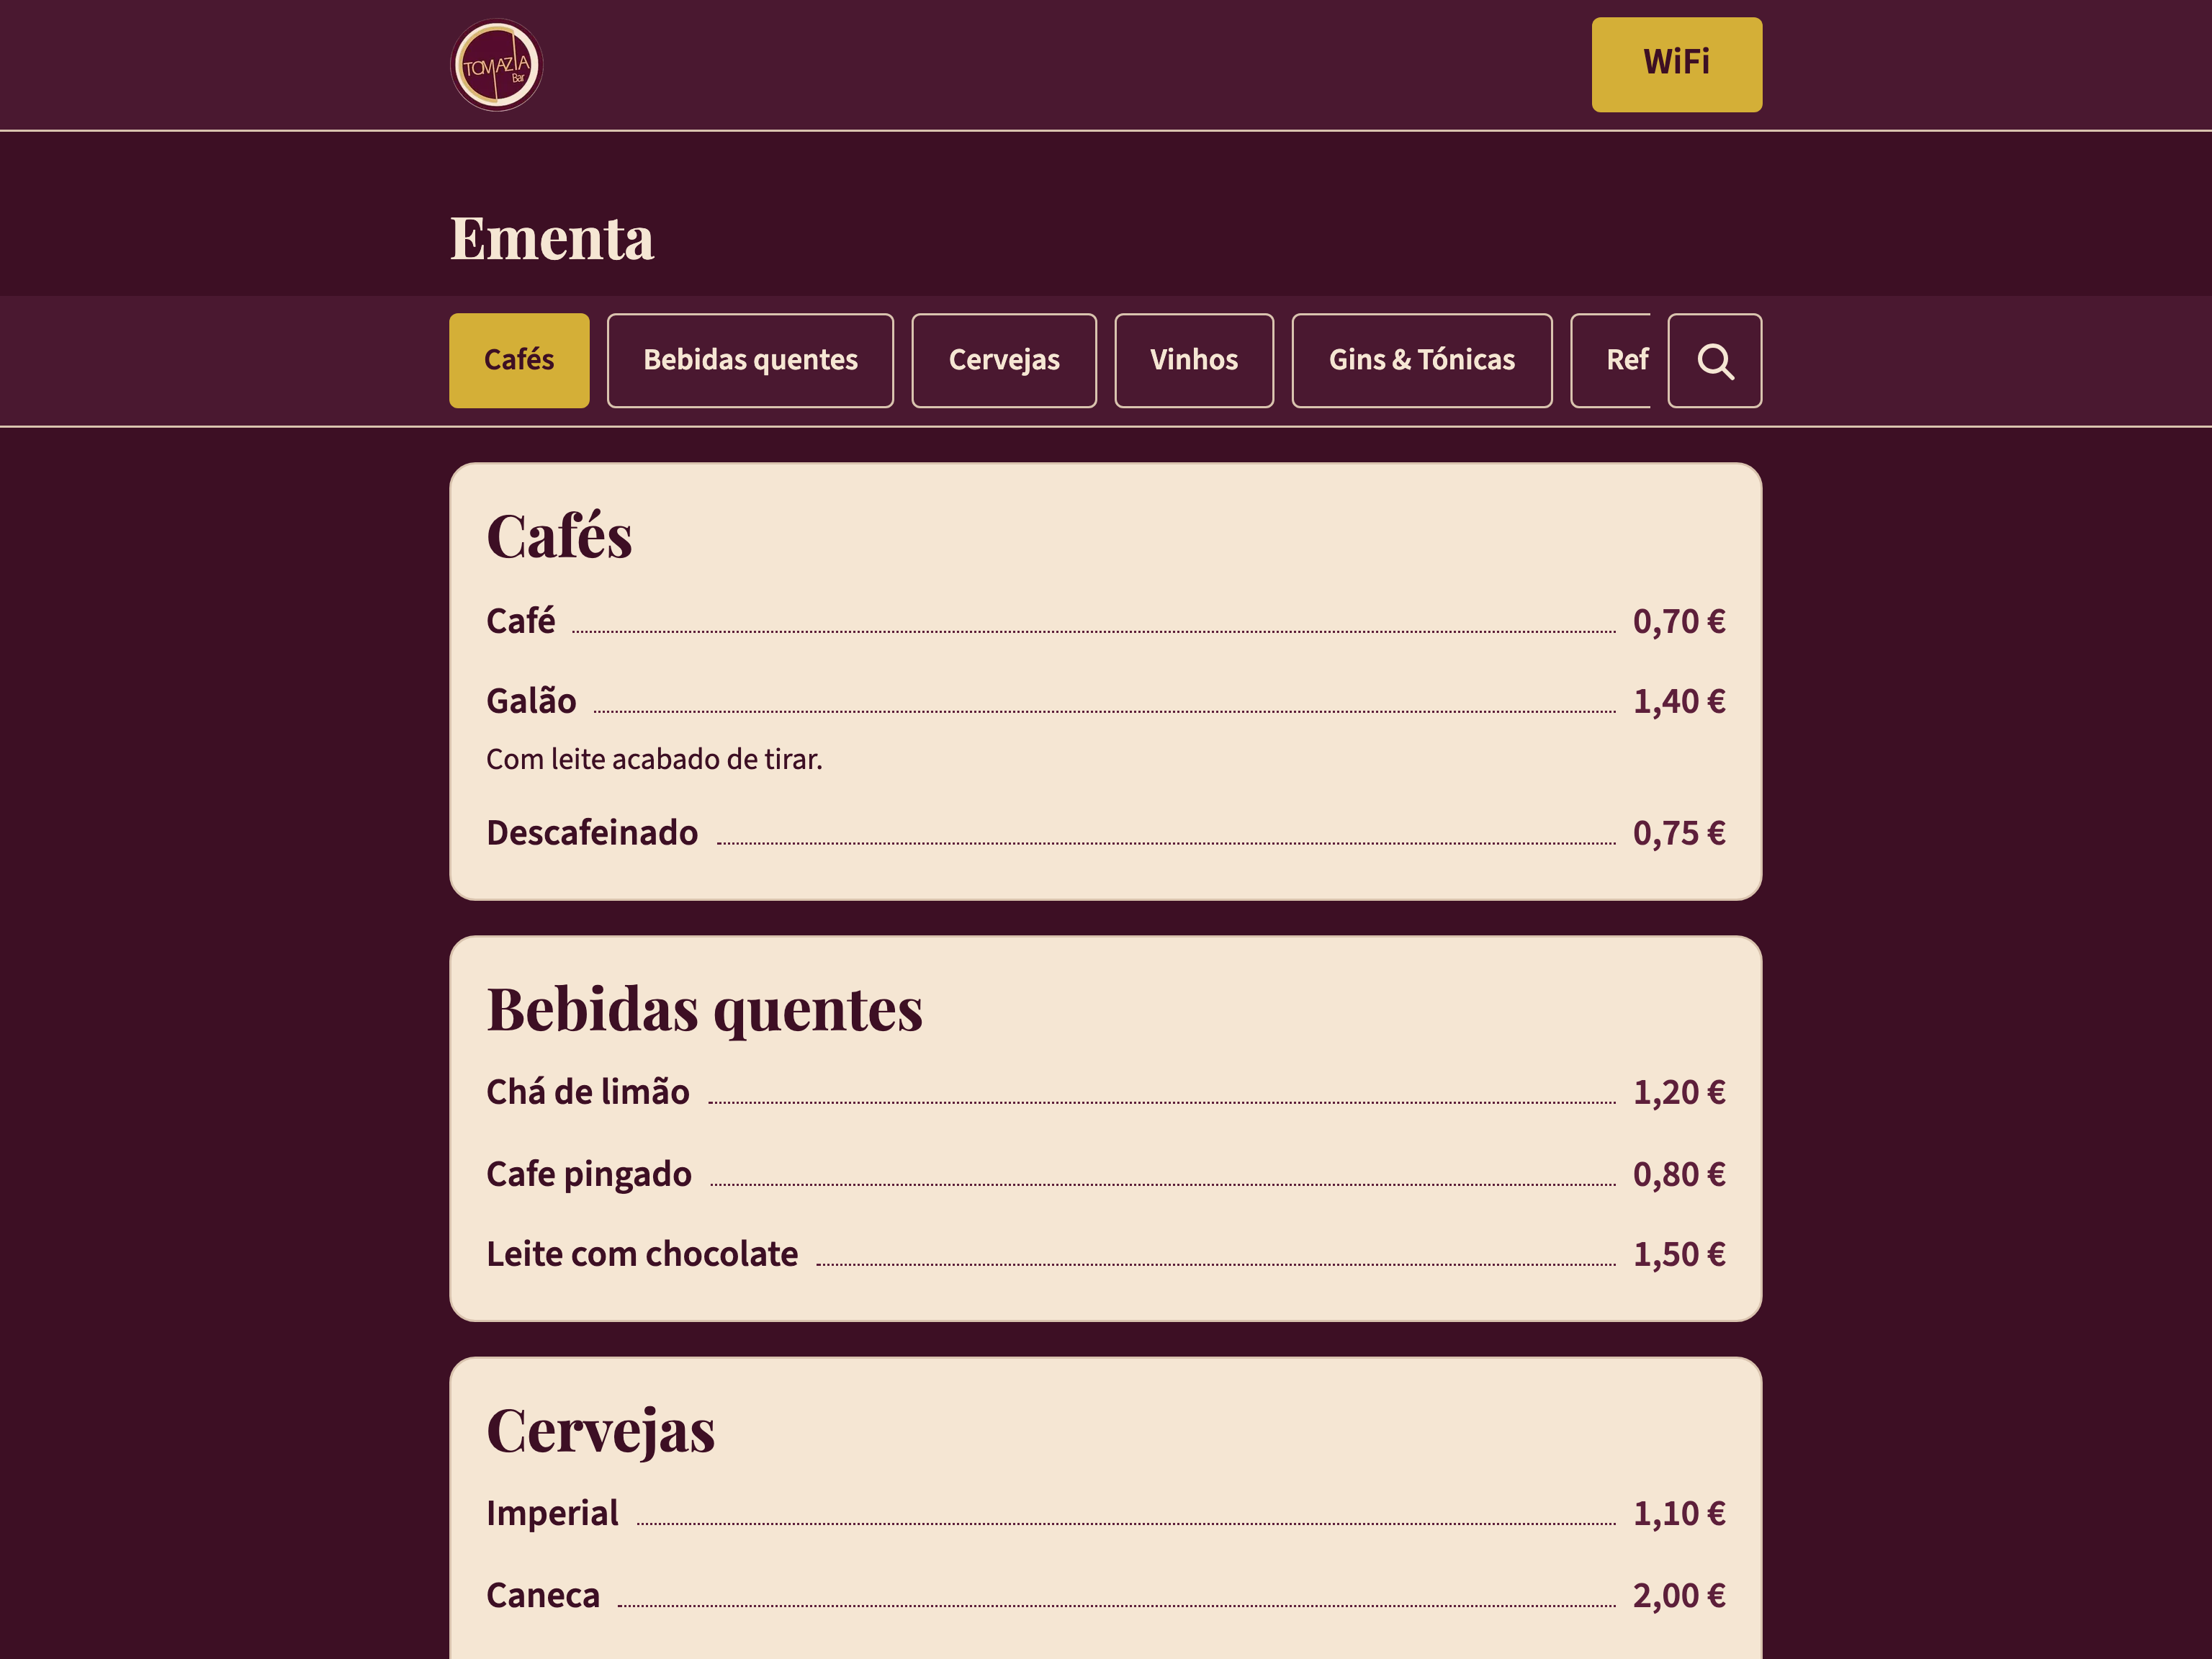 TOMAZIA
Bar
WiFi
Ementa
Cafés
Bebidas quentes
Cervejas
Vinhos
Gins & Tónicas
Ref
Cafés
Café 0,70 €
Galão 1,40 €
Com leite acabado de tirar.
Descafeinado 0,75 €
Bebidas quentes
Chá de limão 1,20 €
Cafe pingado 0,80 €
Leite com chocolate 1,50 €
Cervejas
Imperial 1,10 €
Caneca 2,00 €